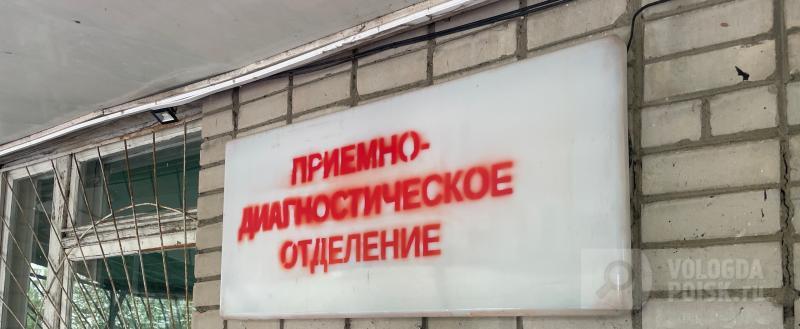 ПРИЕМНО-
ДИАГНОСТИЧЕСКОЕ
ОТДЕЛЕНИЕ
VOLOGDA
POISK.RU